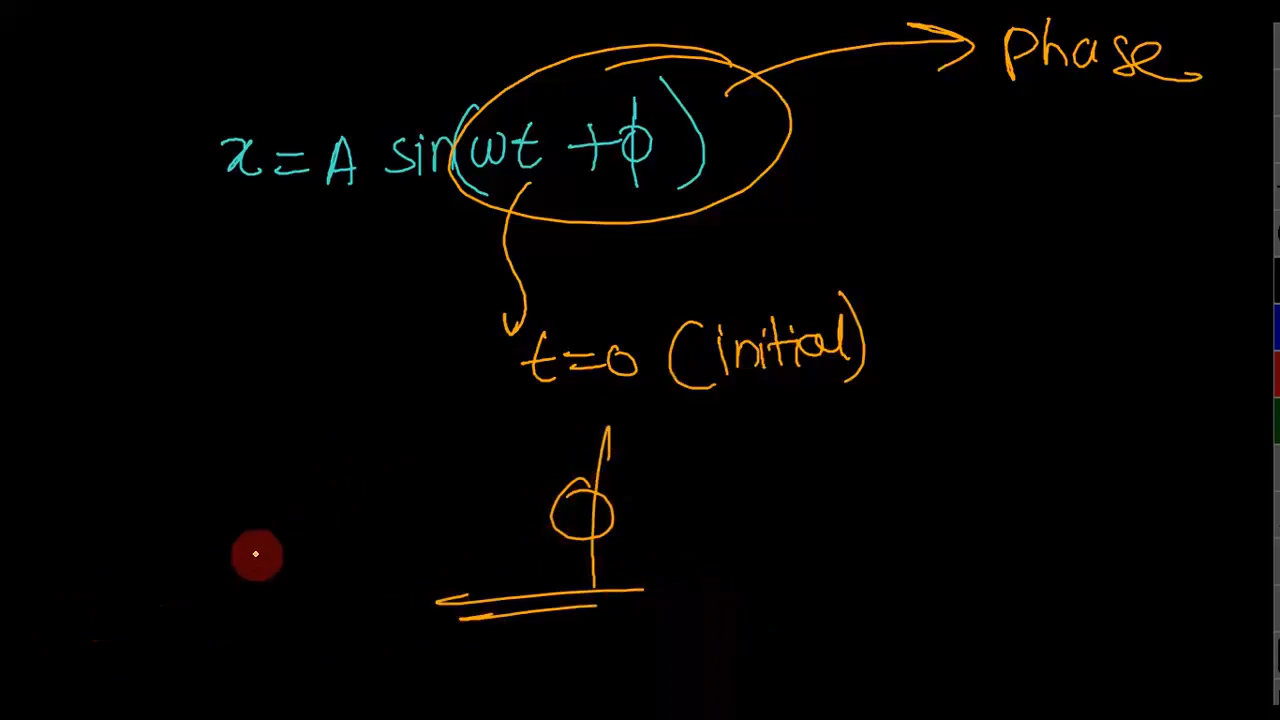 phase
x = A sin(ωt + ϕ)
t=0 (initial)
ϕ